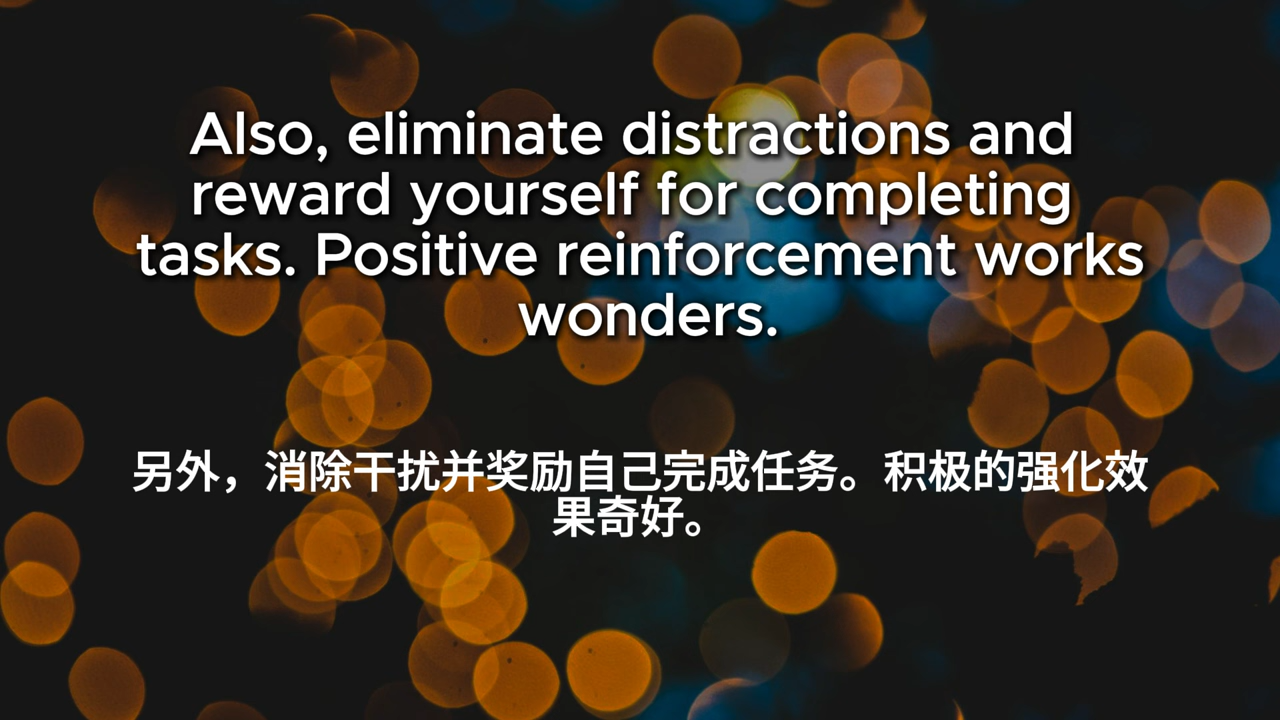 Also, eliminate distractions and
reward yourself for completing
tasks. Positive reinforcement works
wonders.
另外，消除干扰并奖励自己完成任务。积极的强化效
果奇好。